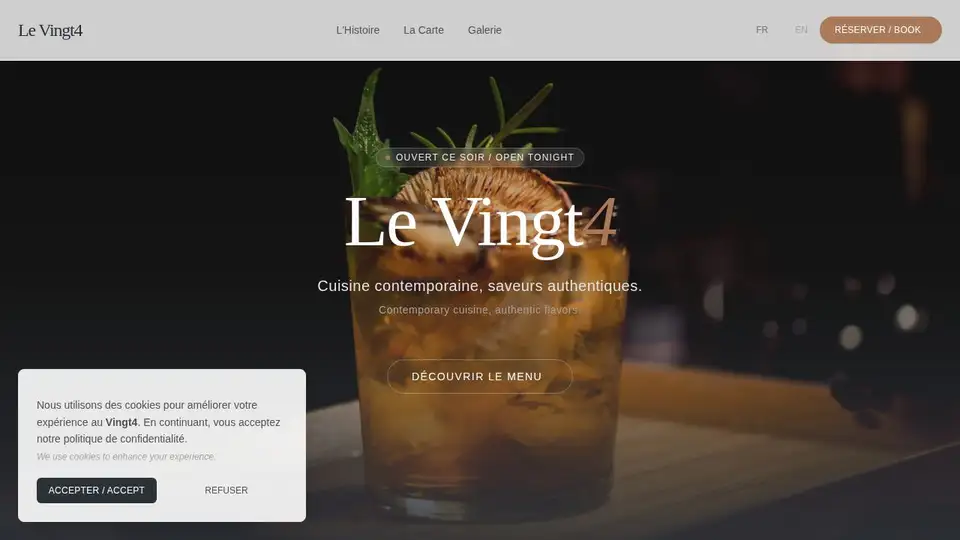 Le Vingt4
L'Histoire
La Carte
Galerie
FR
EN
RÉSERVER / BOOK
OUVERT CE SOIR / OPEN TONIGHT
Le Vingt4
Cuisine contemporaine, saveurs authentiques.
Contemporary cuisine, authentic flavors.
DÉCOUVRIR LE MENU
Nous utilisons des cookies pour améliorer votre
expérience au Vingt4. En continuant, vous acceptez
notre politique de confidentialité.
We use cookies to enhance your experience.
ACCEPTER / ACCEPT
REFUSER